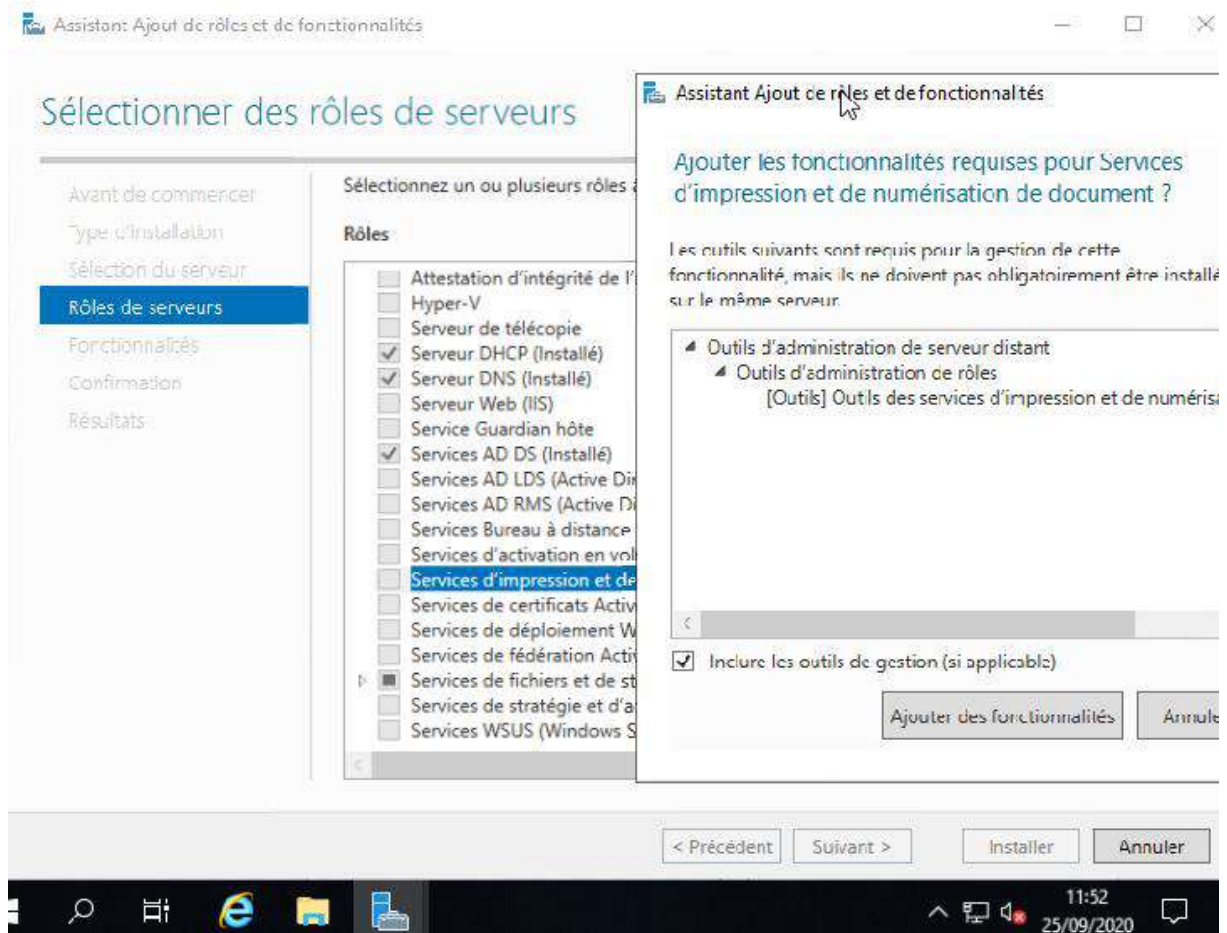 Assistant Ajout de rôles et de fonctionnalités
Sélectionner des rôles de serveurs
Avant de commencer
Type d'installation
Sélection du serveur
Rôles de serveurs
Fonctionnalités
Confirmation
Résultats
Sélectionnez un ou plusieurs rôles
Rôles
Attestation d'intégrité de l'
Hyper-V
Serveur de télécopie
Serveur DHCP (Installé)
Serveur DNS (Installé)
Serveur Web (IIS)
Service Guardian hôte
Services AD DS (Installé)
Services AD LDS (Active Dir
Services AD RMS (Active Di
Services Bureau à distance
Services d'activation en vol
Services d'impression et de
Services de certificats Activ
Services de déploiement W
Services de fédération Activ
Services de fichiers et de st
Services de stratégie et d'a
Services WSUS (Windows S
Assistant Ajout de rôles et de fonctionnalités
Ajouter les fonctionnalités requises pour Services
d'impression et de numérisation de document ?
Les outils suivants sont requis pour la gestion de cette
fonctionnalité, mais ils ne doivent pas obligatoirement être installé
sur le même serveur.
Outils d'administration de serveur distant
Outils d'administration de rôles
[Outils] Outils des services d'impression et de numérisa
Inclure les outils de gestion (si applicable)
Ajouter des fonctionnalités
Annule
< Précédent
Suivant >
Installer
Annuler
11:52
25/09/2020